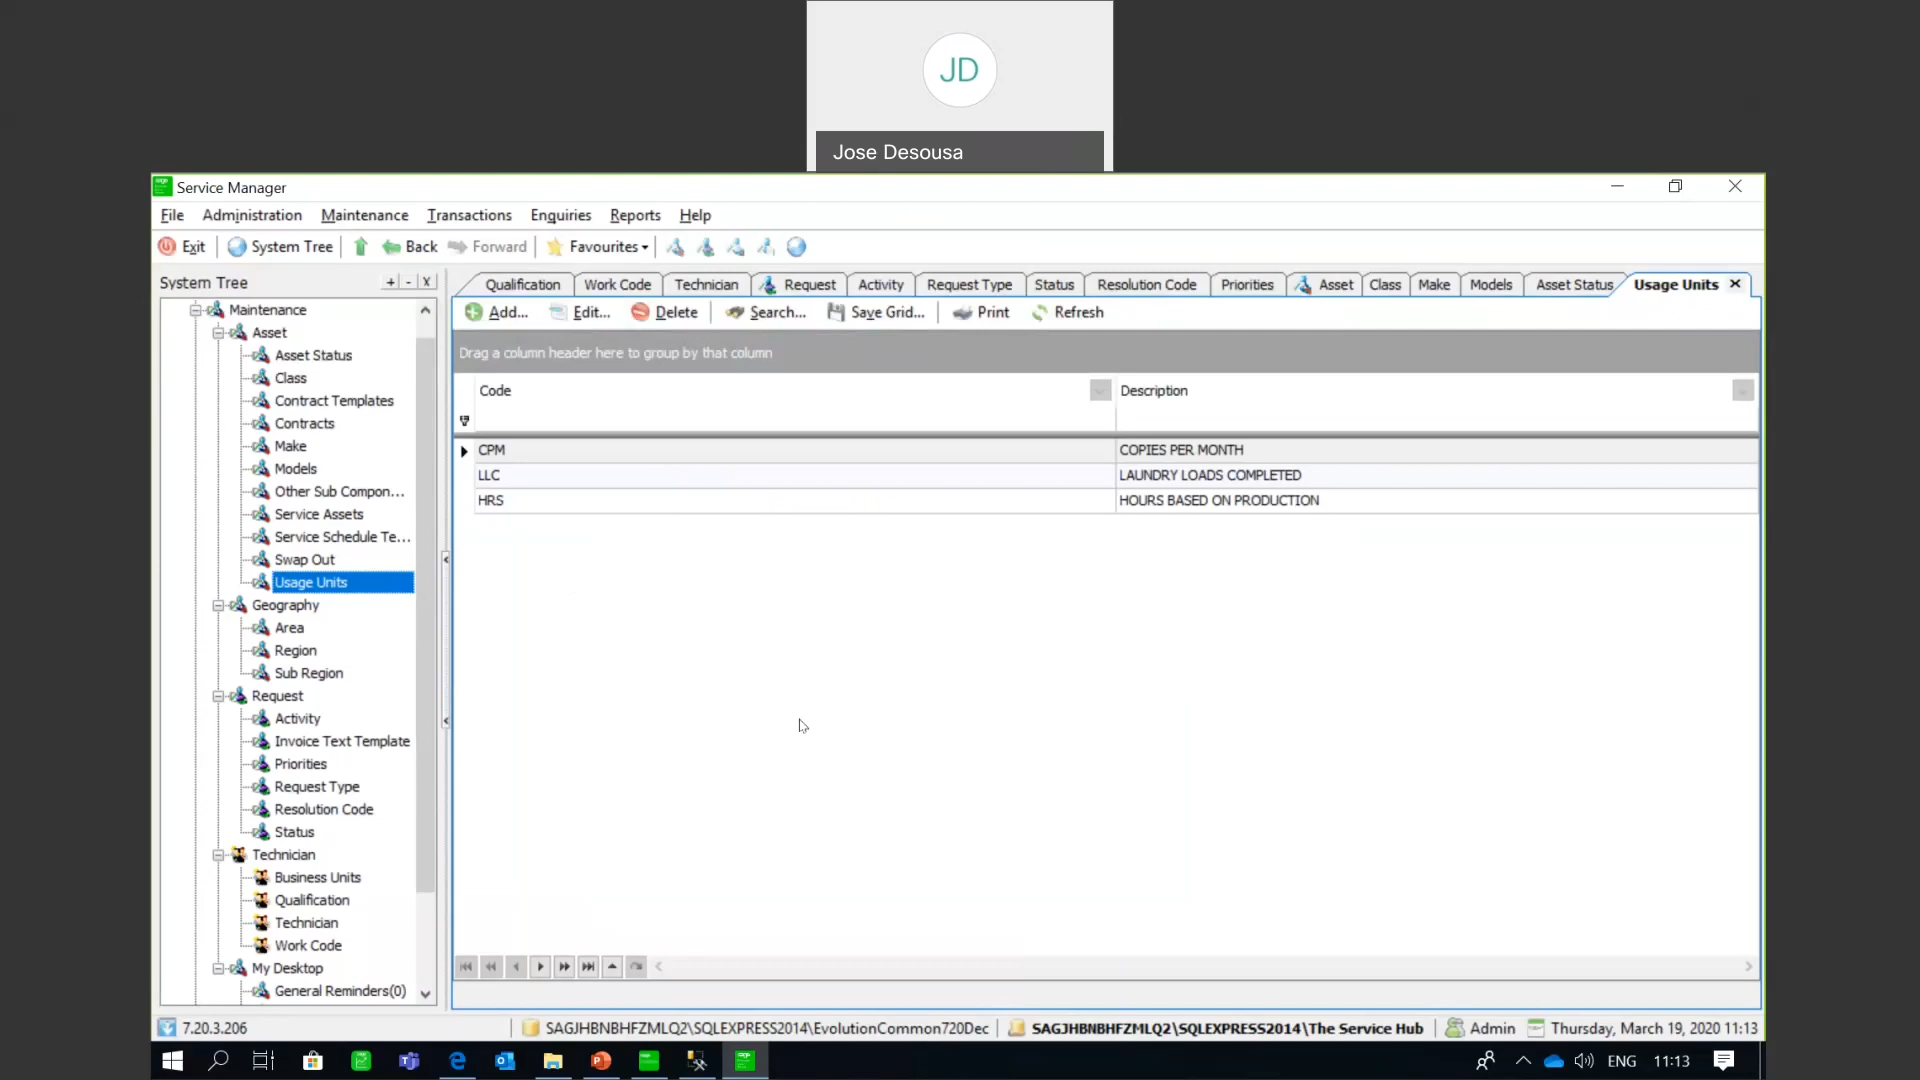 JD
Jose Desousa
Service Manager
File Administration Maintenance Transactions Enquiries Reports Help
Exit System Tree Back Forward Favourites
System Tree + - X
Qualification Work Code Technician Request Activity Request Type Status Resolution Code Priorities Asset Class Make Models Asset Status Usage Units
Add... Edit... Delete Search... Save Grid... Print Refresh
Drag a column header here to group by that column
Code Description
CPM COPIES PER MONTH
LLC LAUNDRY LOADS COMPLETED
HRS HOURS BASED ON PRODUCTION
Maintenance
Asset
Asset Status
Class
Contract Templates
Contracts
Make
Models
Other Sub Compon...
Service Assets
Service Schedule Te...
Swap Out
Usage Units
Geography
Area
Region
Sub Region
Request
Activity
Invoice Text Template
Priorities
Request Type
Resolution Code
Status
Technician
Business Units
Qualification
Technician
Work Code
My Desktop
General Reminders(0)
7.20.3.206 SAGJHBNBHFZMLQ2\SQLEXPRESS2014\EvolutionCommon720Dec SAGJHBNBHFZMLQ2\SQLEXPRESS2014\The Service Hub Admin Thursday, March 19, 2020 11:13
ENG 11:13